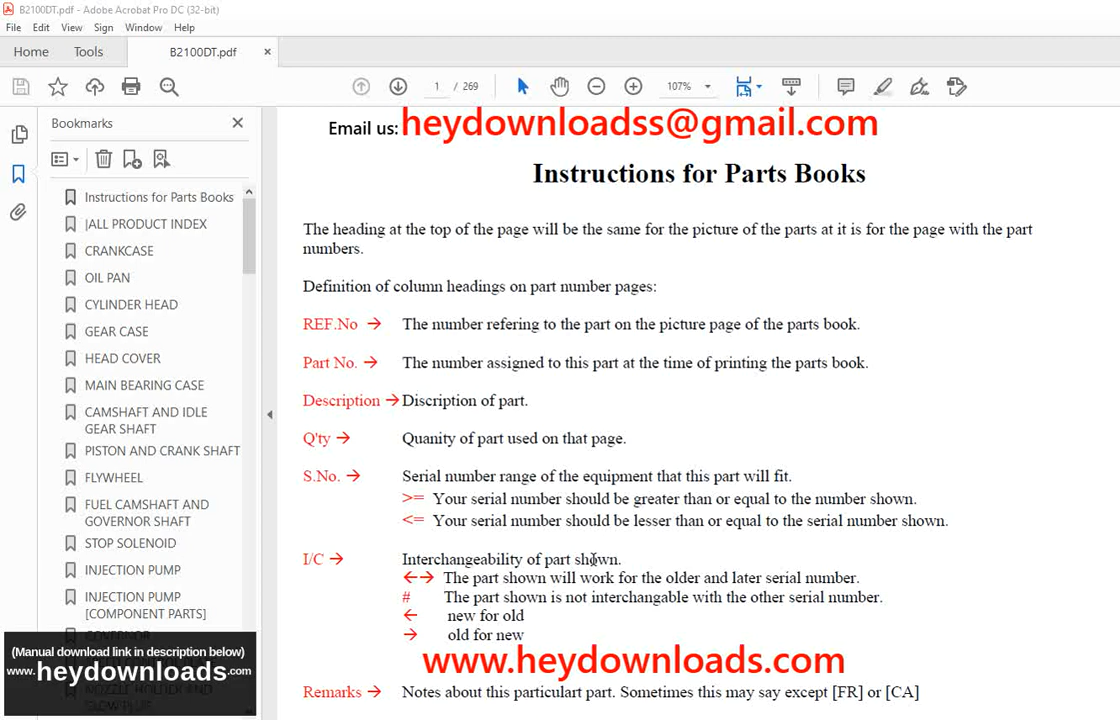 B2100DT.pdf - Adobe Acrobat Pro DC (32-bit)
File Edit View Sign Window Help
Home Tools B2100DT.pdf ×
1 / 269 107%
Bookmarks
Instructions for Parts Books
|ALL PRODUCT INDEX
CRANKCASE
OIL PAN
CYLINDER HEAD
GEAR CASE
HEAD COVER
MAIN BEARING CASE
CAMSHAFT AND IDLE
GEAR SHAFT
PISTON AND CRANK SHAFT
FLYWHEEL
FUEL CAMSHAFT AND
GOVERNOR SHAFT
STOP SOLENOID
INJECTION PUMP
INJECTION PUMP
[COMPONENT PARTS]
GOVERNOR
(Manual download link in description below)
www.heydownloads.com
Email us: heydownloadss@gmail.com
Instructions for Parts Books
The heading at the top of the page will be the same for the picture of the parts at it is for the page with the part
numbers.
Definition of column headings on part number pages:
REF.No → The number refering to the part on the picture page of the parts book.
Part No. → The number assigned to this part at the time of printing the parts book.
Description → Discription of part.
Q'ty → Quanity of part used on that page.
S.No. → Serial number range of the equipment that this part will fit.
>= Your serial number should be greater than or equal to the number shown.
<= Your serial number should be lesser than or equal to the serial number shown.
I/C → Interchangeability of part shown.
←→ The part shown will work for the older and later serial number.
# The part shown is not interchangable with the other serial number.
← new for old
→ old for new
www.heydownloads.com
Remarks → Notes about this particulart part. Sometimes this may say except [FR] or [CA]